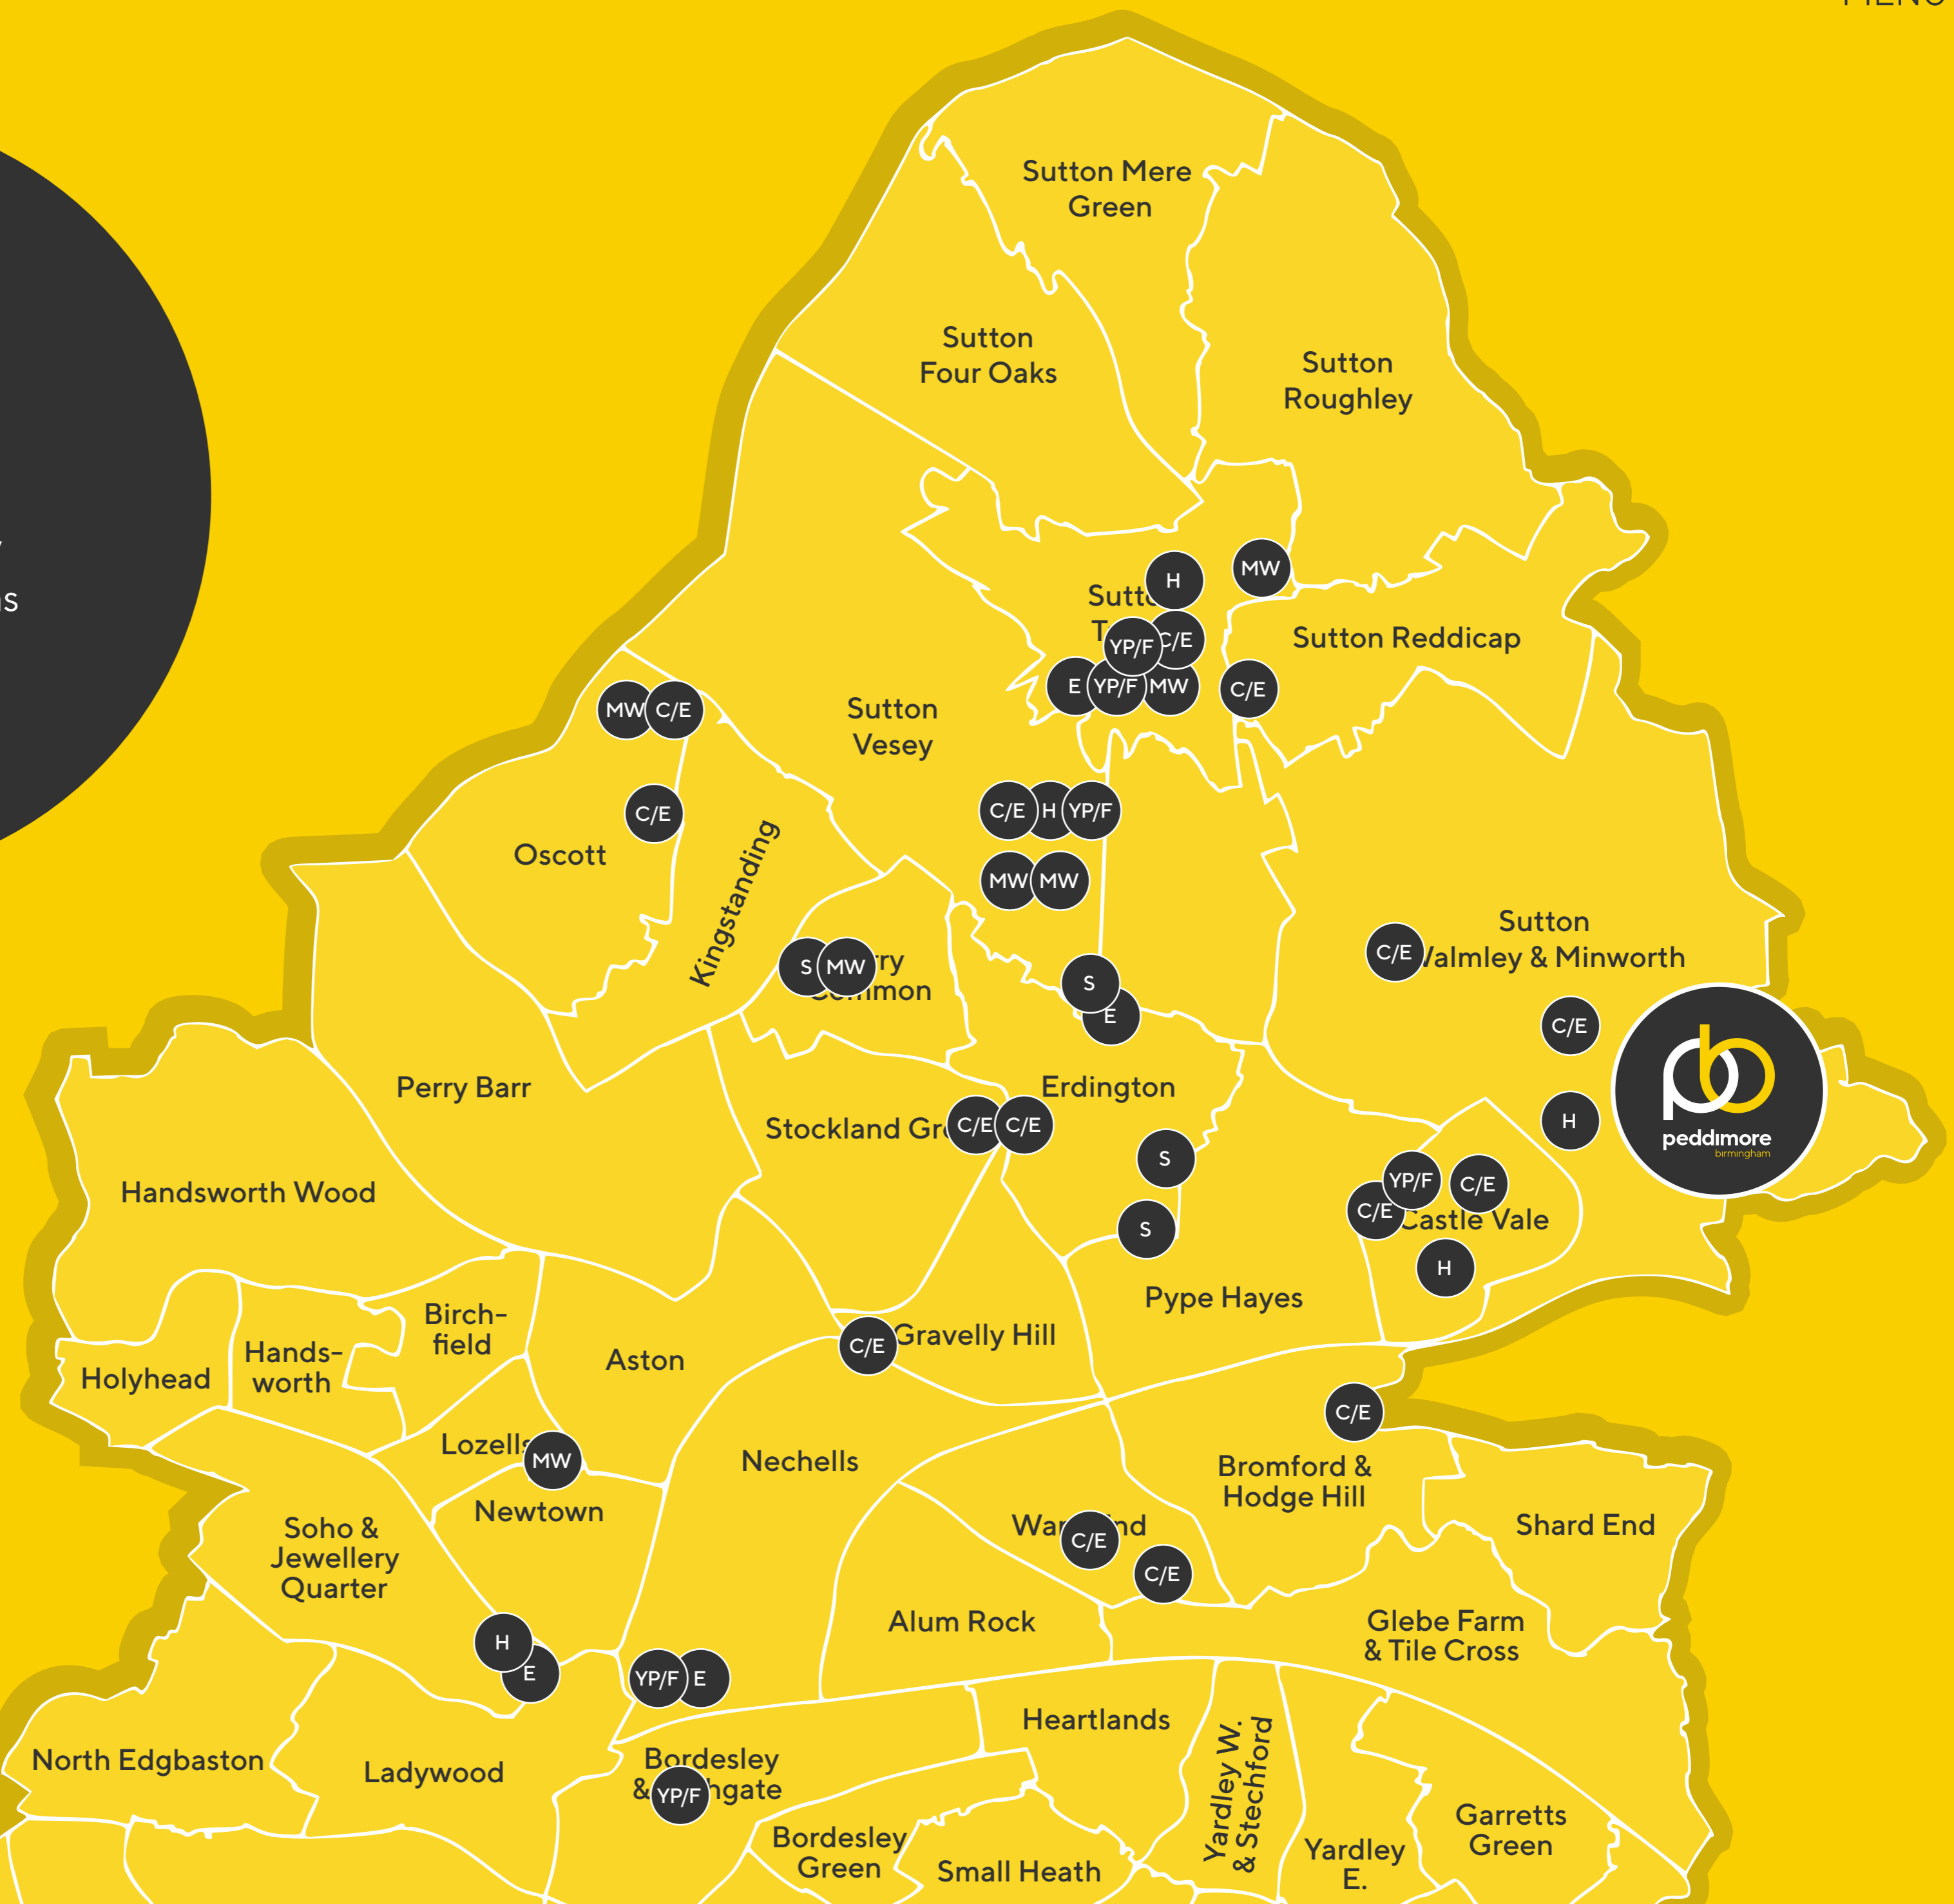 Sutton Mere
Green
Sutton
Four Oaks
Sutton
Roughley
H
MW
YP/F
C/E
Sutton Reddicap
E
YP/F
MW
C/E
MW
C/E
Sutton
Vesey
C/E
H
YP/F
C/E
Oscott
Kingstanding
MW
MW
Sutton
Walmley & Minworth
C/E
S
MW
S
E
C/E
H
peddimore
birmingham
Perry Barr
Erdington
Stockland
C/E
C/E
S
S
Handsworth Wood
YP/F
C/E
C/E
Castle Vale
H
Pype Hayes
Birch-
field
Hands-
worth
Holyhead
Aston
C/E
Gravelly Hill
C/E
Lozells
MW
Nechells
Newtown
Bromford &
Hodge Hill
Shard End
Soho &
Jewellery
Quarter
C/E
C/E
Alum Rock
Glebe Farm
& Tile Cross
H
E
YP/F
E
Heartlands
Yardley W.
& Stechford
North Edgbaston
Ladywood
Bordesley
&
YP/F
Bordesley
Green
Small Heath
Yardley
E.
Garretts
Green